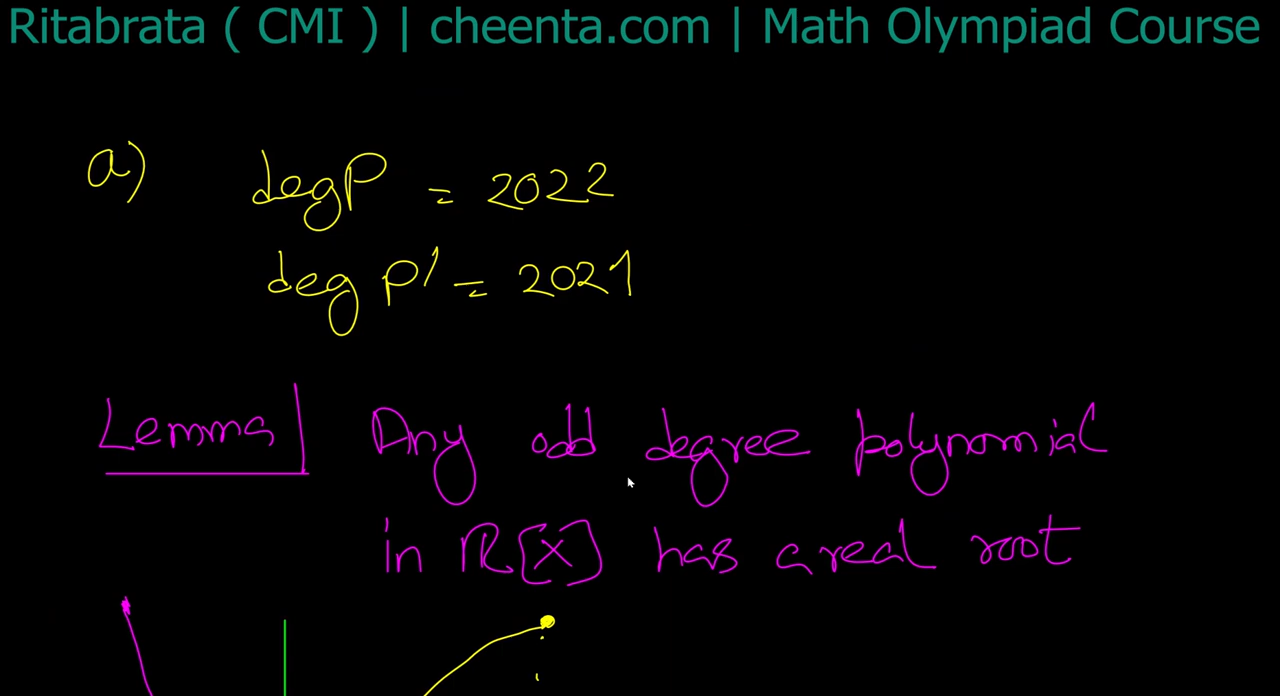 Ritabrata ( CMI ) | cheenta.com | Math Olympiad Course
a) deg P = 2022
deg P' = 2021
Lemma | Any odd degree polynomial
in R[X] has a real root